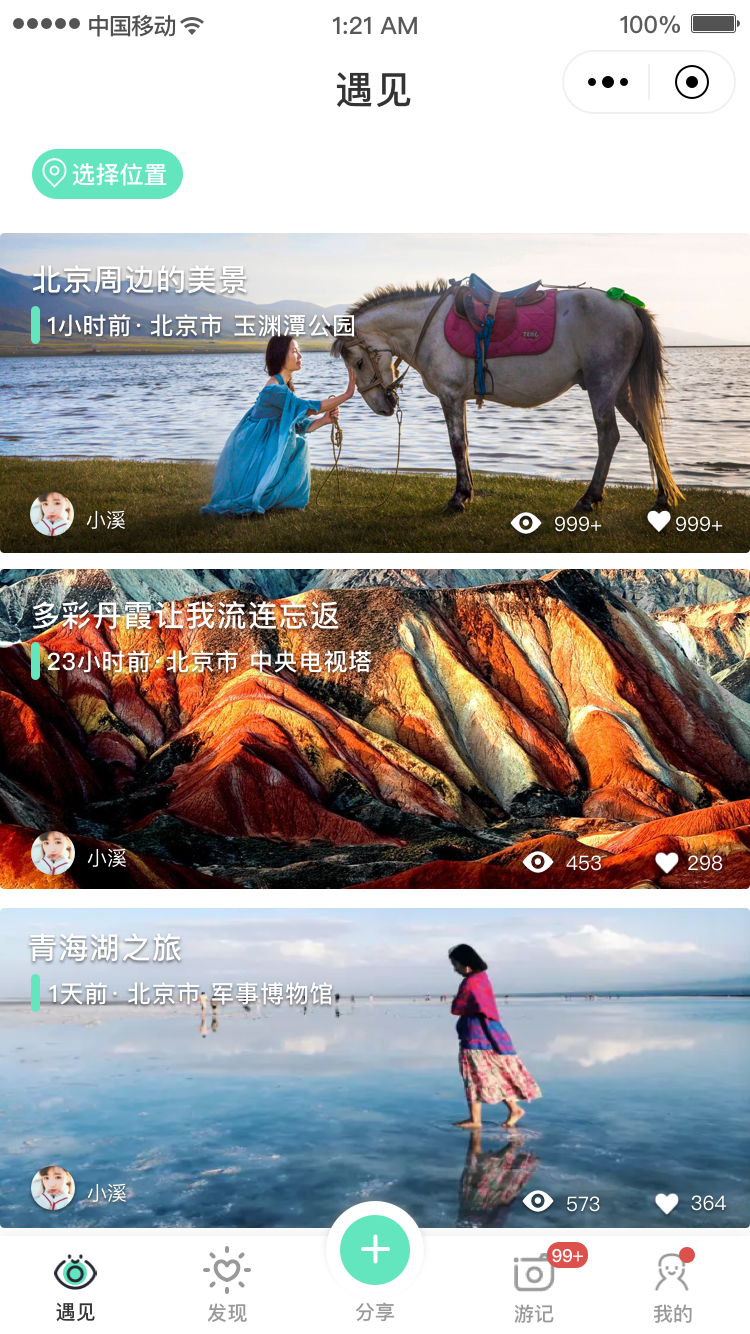 中国移动 1:21 AM 100%
遇见
选择位置
北京周边的美景
1小时前· 北京市 玉渊潭公园
小溪 999+ 999+
多彩丹霞让我流连忘返
23小时前·北京市 中央电视塔
小溪 453 298
青海湖之旅
1天前· 北京市 军事博物馆
小溪 573 364
99+
遇见 发现 分享 游记 我的